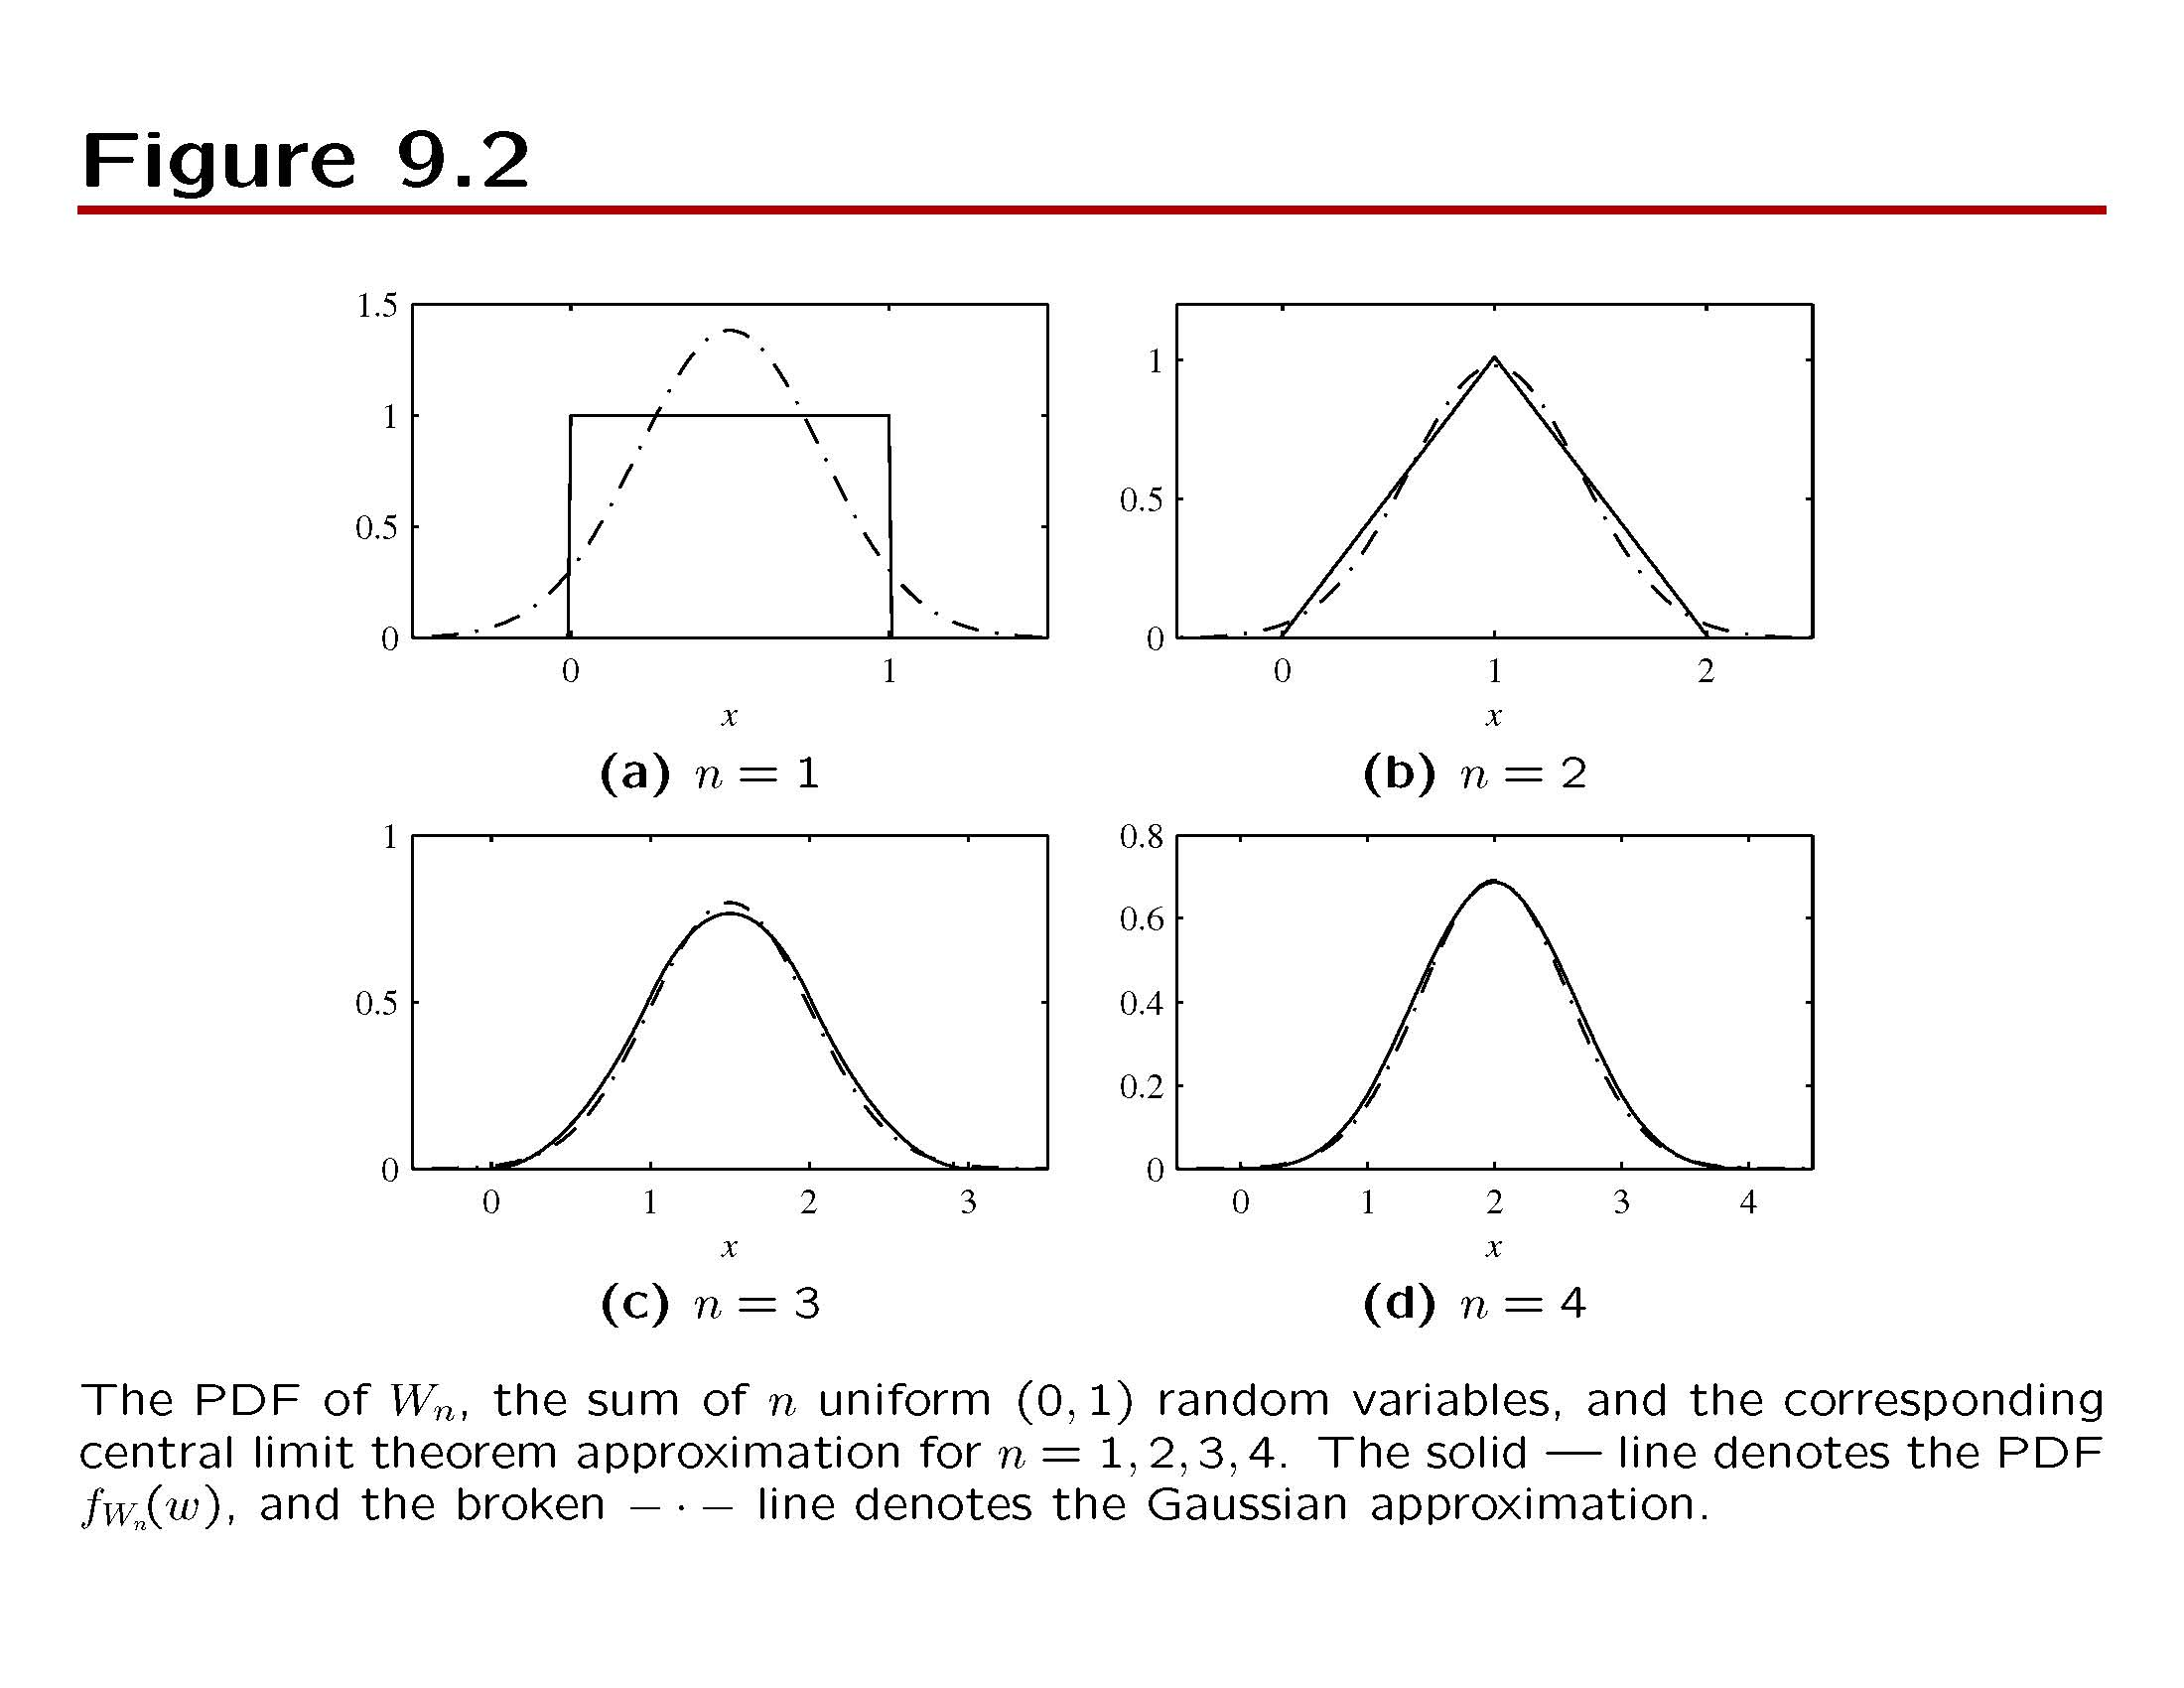 Figure 9.2
1.5
1
0.5
0
0 1
x
(a) n = 1
1
0.5
0
0 1 2
x
(b) n = 2
1
0.5
0
0 1 2 3
x
(c) n = 3
0.8
0.6
0.4
0.2
0
0 1 2 3 4
x
(d) n = 4
The PDF of Wₙ, the sum of n uniform (0, 1) random variables, and the corresponding
central limit theorem approximation for n = 1, 2, 3, 4. The solid — line denotes the PDF
f_{Wₙ}(w), and the broken − · − line denotes the Gaussian approximation.